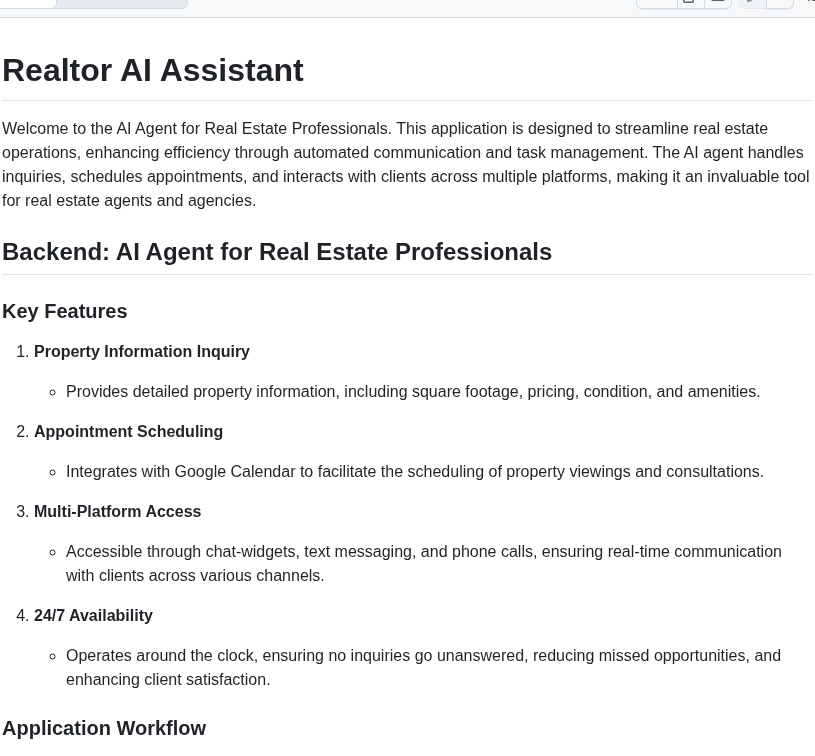 Realtor AI Assistant
Welcome to the AI Agent for Real Estate Professionals. This application is designed to streamline real estate
operations, enhancing efficiency through automated communication and task management. The AI agent handles
inquiries, schedules appointments, and interacts with clients across multiple platforms, making it an invaluable tool
for real estate agents and agencies.
Backend: AI Agent for Real Estate Professionals
Key Features
1. Property Information Inquiry
Provides detailed property information, including square footage, pricing, condition, and amenities.
2. Appointment Scheduling
Integrates with Google Calendar to facilitate the scheduling of property viewings and consultations.
3. Multi-Platform Access
Accessible through chat-widgets, text messaging, and phone calls, ensuring real-time communication
with clients across various channels.
4. 24/7 Availability
Operates around the clock, ensuring no inquiries go unanswered, reducing missed opportunities, and
enhancing client satisfaction.
Application Workflow